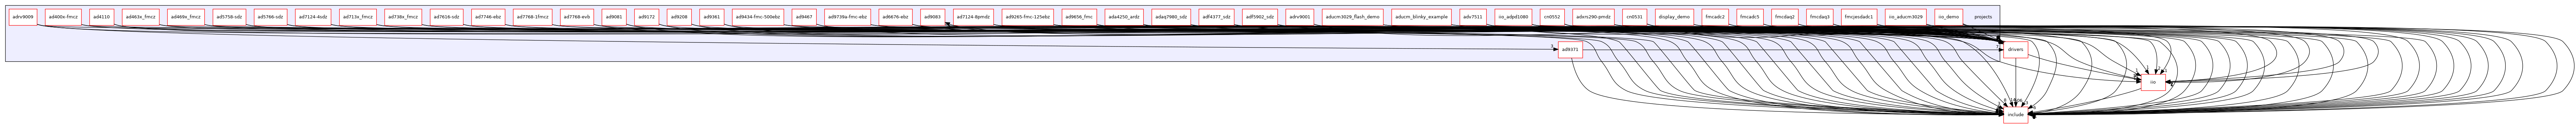 adrv9009 ad400x-fmcz ad4110 ad463x_fmcz ad469x_fmcz ad5758-sdz ad5766-sdz ad7124-4sdz ad713x_fmcz ad738x_fmcz ad7616-sdz ad7746-ebz ad7768-1fmcz ad7768-evb ad9081 ad9172 ad9208 ad9361 ad9434-fmc-500ebz ad9467 ad9739a-fmc-ebz ad6676-ebz ad9083 ad7124-8pmdz ad9265-fmc-125ebz ad9656_fmc ada4250_ardz adaq7980_sdz adf4377_sdz adf5902_sdz adrv9001 aducm3029_flash_demo aducm_blinky_example adv7511 iio_adpd1080 cn0552 adxrs290-pmdz cn0531 display_demo fmcadc2 fmcadc5 fmcdaq2 fmcdaq3 fmcjesdadc1 iio_aducm3029 iio_demo projects
ad9371 drivers
iio
include